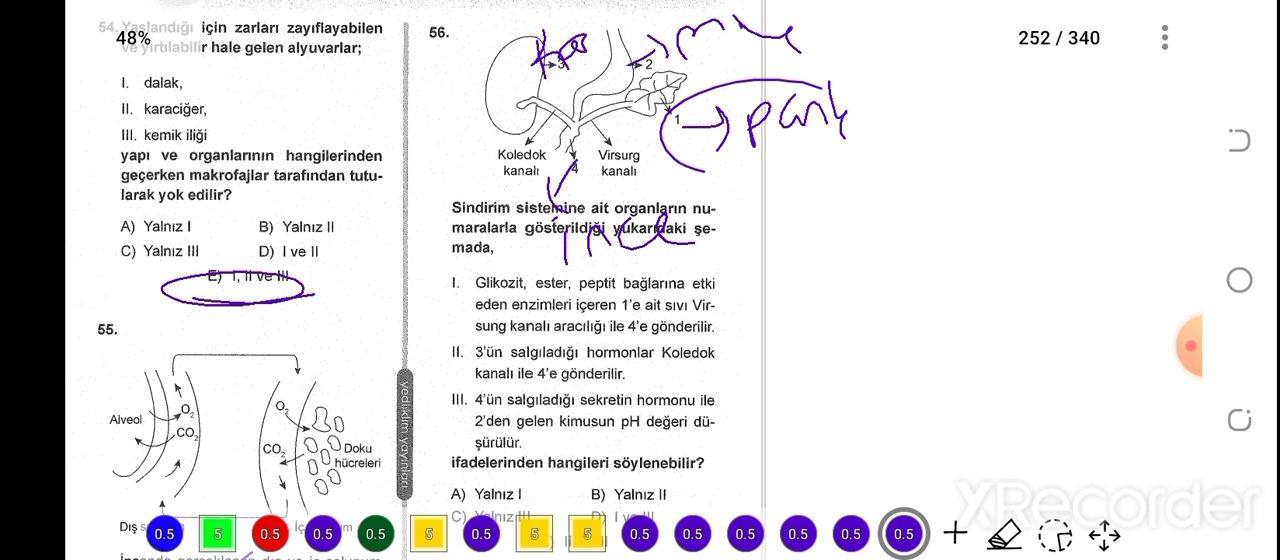 54. Yaşlandığı için zarları zayıflayabilen
ve yırtılabilir hale gelen alyuvarlar;
48%
I. dalak,
II. karaciğer,
III. kemik iliği
yapı ve organlarının hangilerinden
geçerken makrofajlar tarafından tutu-
larak yok edilir?
A) Yalnız I B) Yalnız II
C) Yalnız III D) I ve II
E) I, II ve III
55.
Alveol
O₂
CO₂
O₂
CO₂
Doku
hücreleri
yediiklim yayınları
56.
3
2
1
4
Koledok
kanalı
Virsurg
kanalı
ince
Sindirim sistemine ait organların nu-
maralarla gösterildiği yukarıdaki şe-
mada,
I. Glikozit, ester, peptit bağlarına etki
eden enzimleri içeren 1'e ait sıvı Vir-
sung kanalı aracılığı ile 4'e gönderilir.
II. 3'ün salgıladığı hormonlar Koledok
kanalı ile 4'e gönderilir.
III. 4'ün salgıladığı sekretin hormonu ile
2'den gelen kimusun pH değeri dü-
şürülür.
ifadelerinden hangileri söylenebilir?
A) Yalnız I B) Yalnız II
C) Yalnız III D) I ve III
252 / 340
XRecorder
0.5 5 0.5 0.5 0.5 5 0.5 5 5 0.5 0.5 0.5 0.5 0.5 0.5